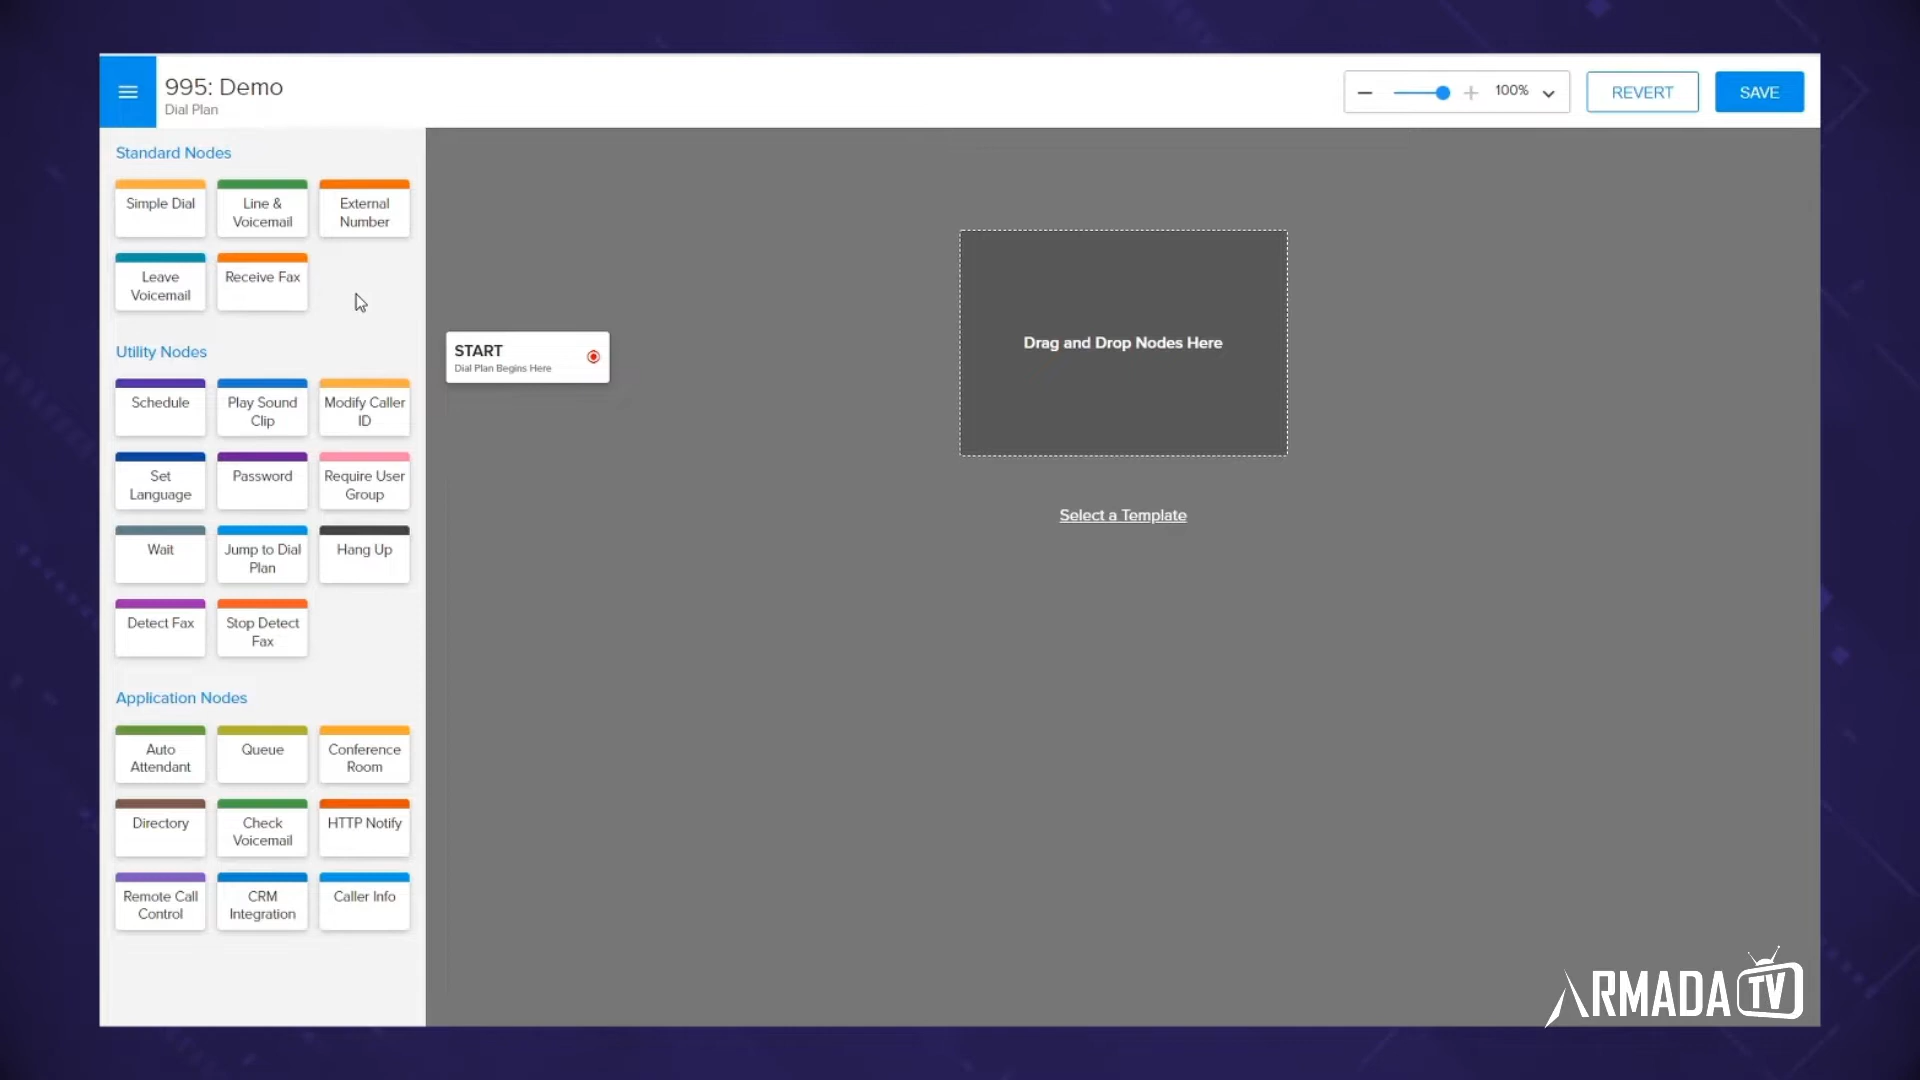 995: Demo
Dial Plan
100%
REVERT
SAVE
Standard Nodes
Simple Dial
Line &
Voicemail
External
Number
Leave
Voicemail
Receive Fax
Utility Nodes
Schedule
Play Sound
Clip
Modify Caller
ID
Set
Language
Password
Require User
Group
Wait
Jump to Dial
Plan
Hang Up
Detect Fax
Stop Detect
Fax
Application Nodes
Auto
Attendant
Queue
Conference
Room
Directory
Check
Voicemail
HTTP Notify
Remote Call
Control
CRM
Integration
Caller Info
START
Dial Plan Begins Here
Drag and Drop Nodes Here
Select a Template
ARMADA TV